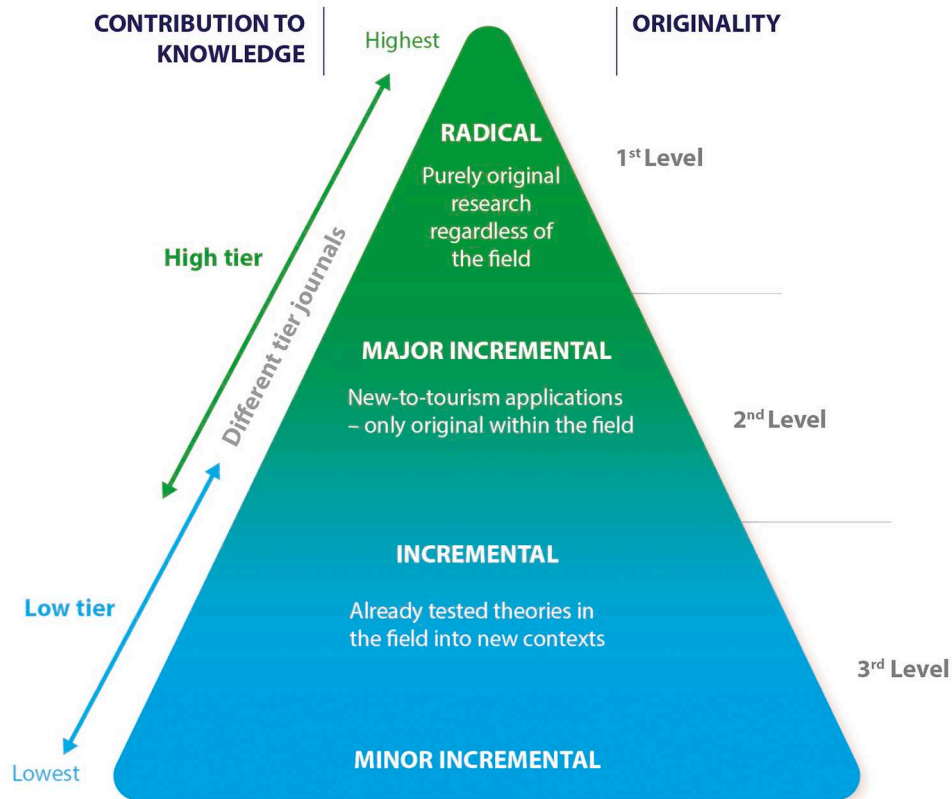 CONTRIBUTION TO
KNOWLEDGE
Highest
ORIGINALITY
RADICAL
Purely original
research
regardless of
the field
1st Level
High tier
Different tier journals
MAJOR INCREMENTAL
New-to-tourism applications
– only original within the field
2nd Level
INCREMENTAL
Already tested theories in
the field into new contexts
Low tier
3rd Level
MINOR INCREMENTAL
Lowest